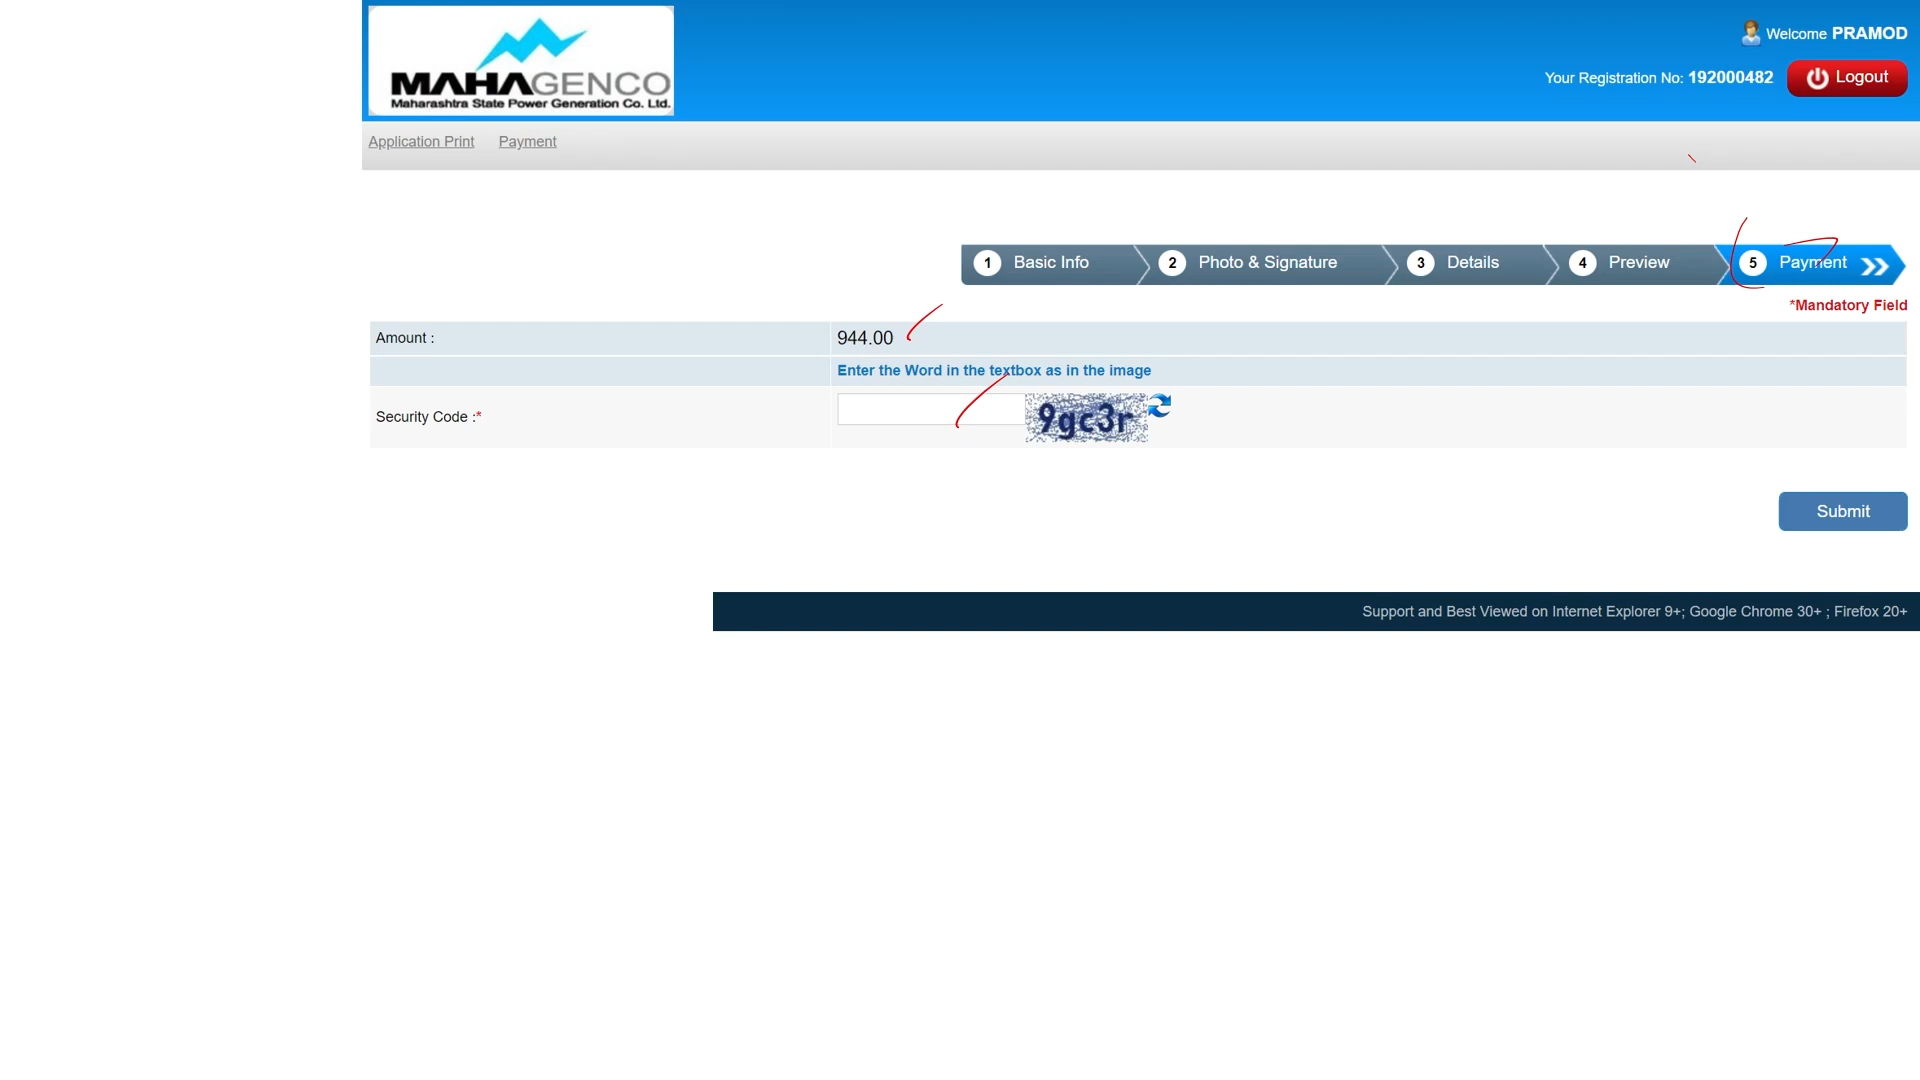 MAHAGENCO
Maharashtra State Power Generation Co. Ltd.
Welcome PRAMOD
Your Registration No: 192000482
Logout
Application Print Payment
1 Basic Info 2 Photo & Signature 3 Details 4 Preview 5 Payment
*Mandatory Field
Amount : 944.00
Enter the Word in the textbox as in the image
Security Code :* 9gc3r
Submit
Support and Best Viewed on Internet Explorer 9+; Google Chrome 30+ ; Firefox 20+